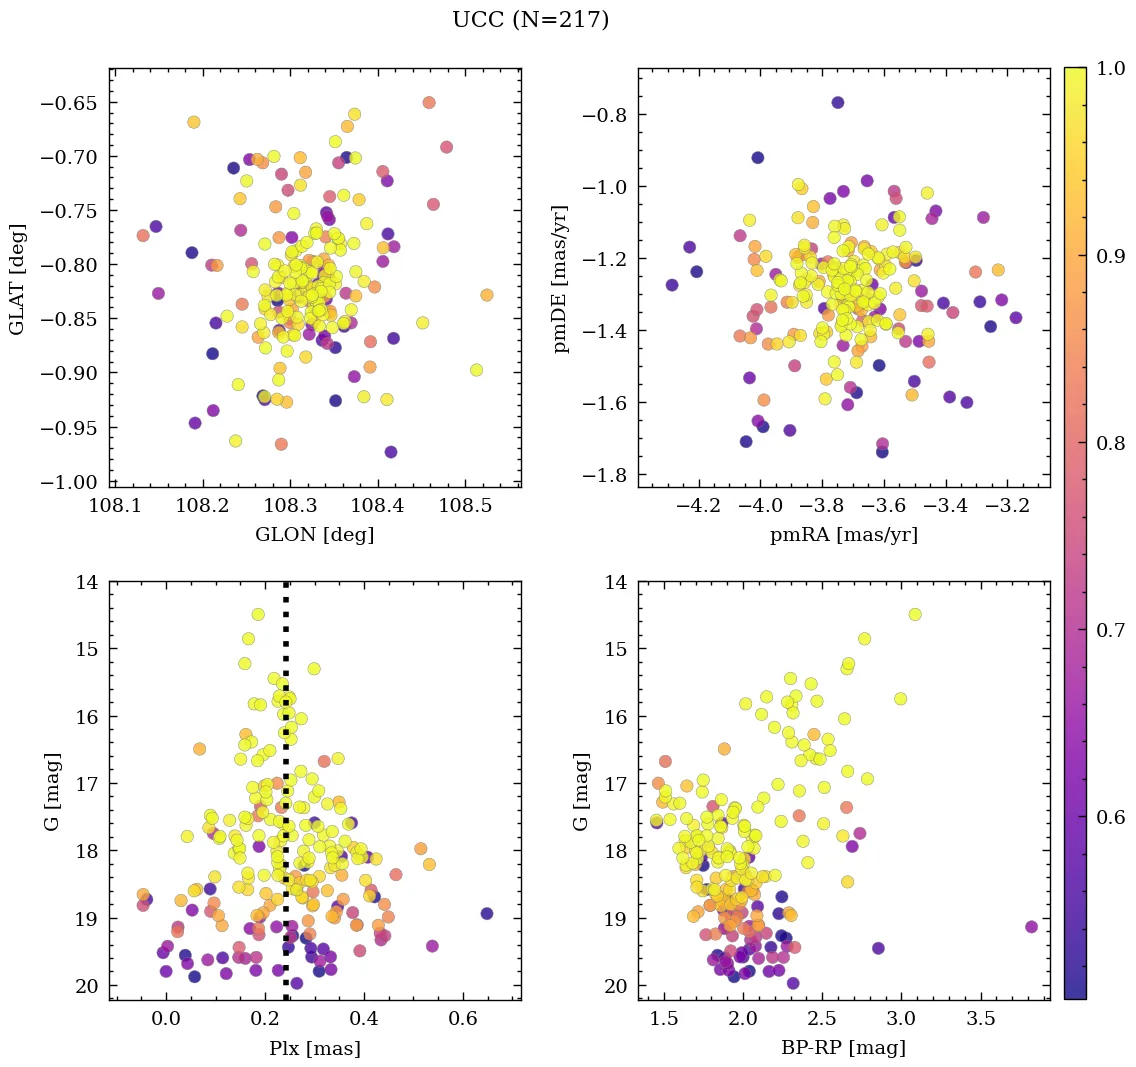 UCC (N=217)
−0.65
−0.70
−0.75
−0.80
−0.85
−0.90
−0.95
−1.00
GLAT [deg]
108.1 108.2 108.3 108.4 108.5
GLON [deg]
−0.8
−1.0
−1.2
−1.4
−1.6
−1.8
pmDE [mas/yr]
−4.2 −4.0 −3.8 −3.6 −3.4 −3.2
pmRA [mas/yr]
1.0
0.9
0.8
0.7
0.6
14
15
16
17
18
19
20
G [mag]
0.0 0.2 0.4 0.6
Plx [mas]
14
15
16
17
18
19
20
G [mag]
1.5 2.0 2.5 3.0 3.5
BP-RP [mag]